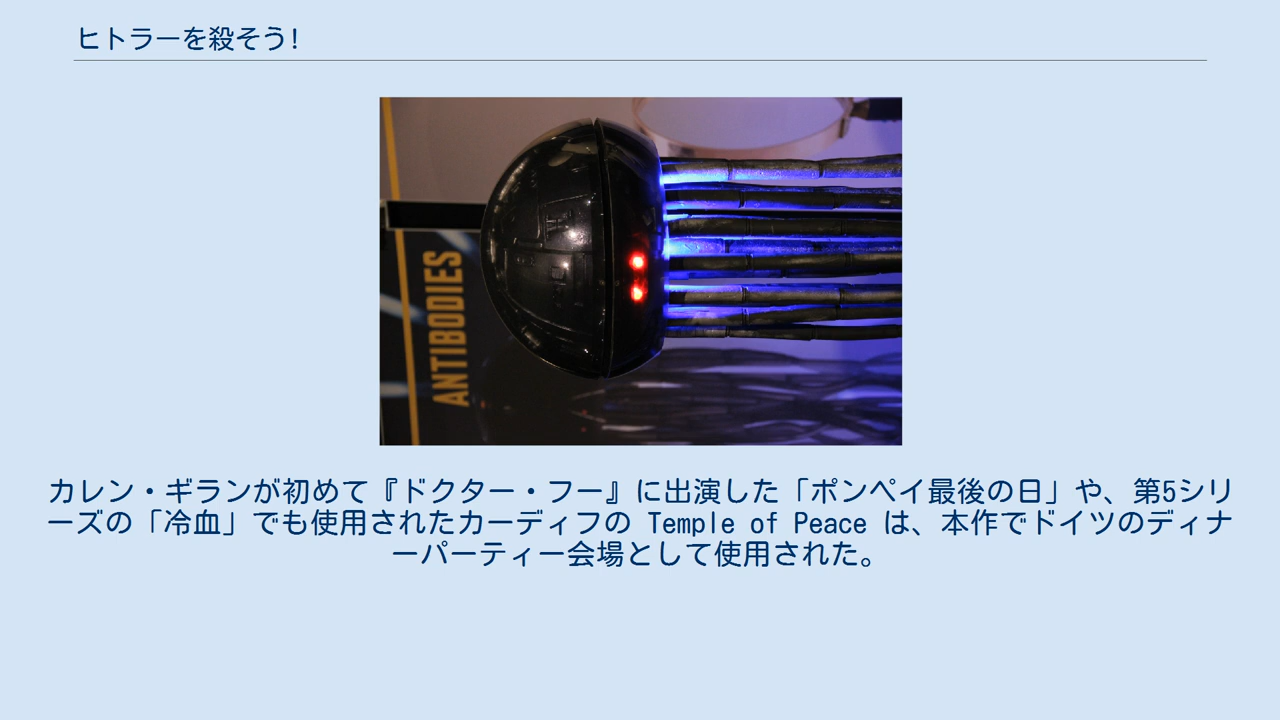 ヒトラーを殺そう!
ANTIBODIES
カレン・ギランが初めて『ドクター・フー』に出演した「ポンペイ最後の日」や、第5シリ
ーズの「冷血」でも使用されたカーディフの Temple of Peace は、本作でドイツのディナ
ーパーティー会場として使用された。